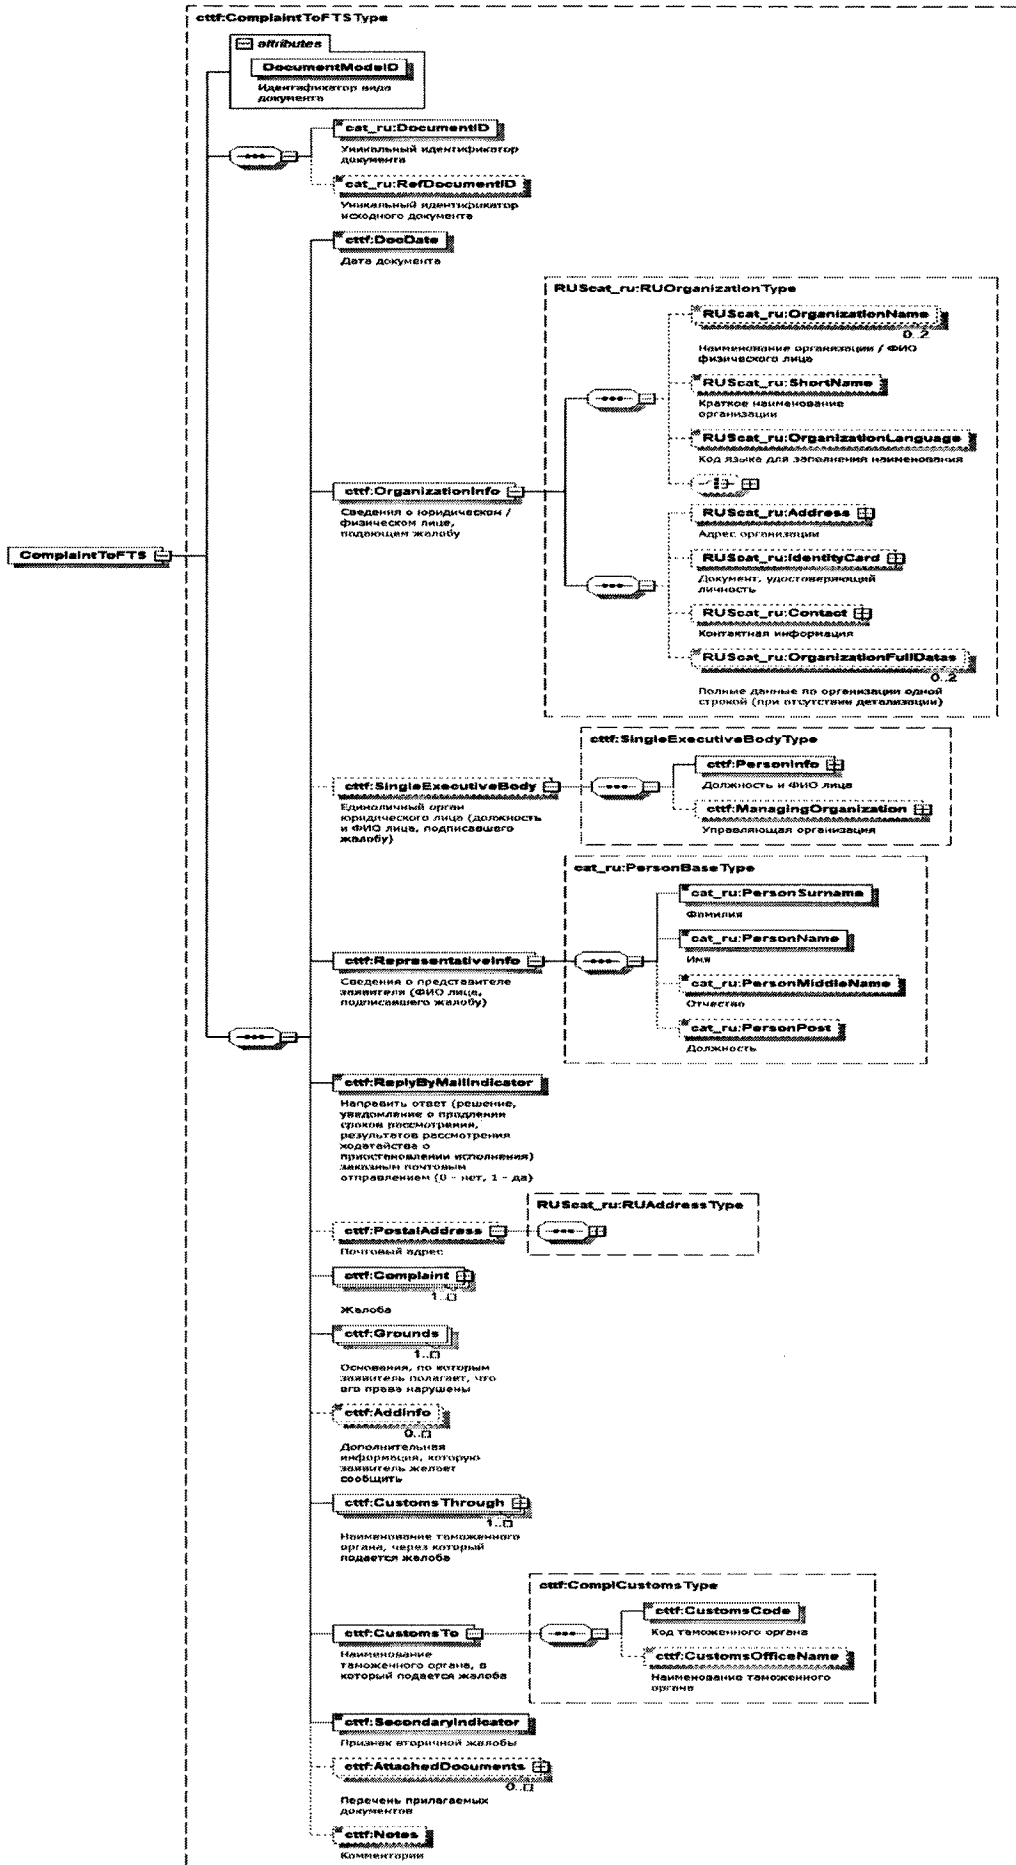 cttf:ComplaintToFTSType
attributes
DocumentModeID
Идентификатор вида
документа
cat_ru:DocumentID
Уникальный идентификатор
документа
cat_ru:RefDocumentID
Уникальный идентификатор
исходного документа
cttf:DocDate
Дата документа
RUScat_ru:RUOrganizationType
RUScat_ru:OrganizationName
0..2
Наименование организации / ФИО
физического лица
RUScat_ru:ShortName
Краткое наименование
организации
RUScat_ru:OrganizationLanguage
Код языка для заполнения наименования
cttf:OrganizationInfo
Сведения о юридическом /
физическом лице,
подающем жалобу
RUScat_ru:Address
Адрес организации
RUScat_ru:IdentityCard
Документ, удостоверяющий
личность
RUScat_ru:Contact
Контактная информация
RUScat_ru:OrganizationFullDatas
0..2
Полные данные по организации одной
строкой (при отсутствии детализации)
ComplaintToFTS
cttf:SingleExecutiveBodyType
cttf:SingleExecutiveBody
Единоличный орган
юридического лица (должность
и ФИО лица, подписавшего
жалобу)
cttf:PersonInfo
Должность и ФИО лица
cttf:ManagingOrganization
Управляющая организация
cat_ru:PersonBaseType
cat_ru:PersonSurname
Фамилия
cat_ru:PersonName
Имя
cttf:RepresentativeInfo
Сведения о представителе
заявителя (ФИО лица,
подписавшего жалобу)
cat_ru:PersonMiddleName
Отчество
cat_ru:PersonPost
Должность
cttf:ReplyByMailIndicator
Направить ответ (решение,
уведомление о продлении
сроков рассмотрения,
результатов рассмотрения
ходатайства о
приостановлении исполнения)
заказным почтовым
отправлением (0 - нет, 1 - да)
RUScat_ru:RUAddressType
cttf:PostalAddress
Почтовый адрес
cttf:Complaint
1..
Жалоба
cttf:Grounds
1..
Основания, по которым
заявитель полагает, что
его права нарушены
cttf:AddInfo
0..
Дополнительная
информация, которую
заявитель желает
сообщить
cttf:CustomsThrough
1..
Наименование таможенного
органа, через который
подается жалоба
cttf:ComplCustomsType
cttf:CustomsTo
Наименование
таможенного органа, в
который подается жалоба
cttf:CustomsCode
Код таможенного органа
cttf:CustomsOfficeName
Наименование таможенного
органа
cttf:SecondaryIndicator
Признак вторичной жалобы
cttf:AttachedDocuments
0..
Перечень прилагаемых
документов
cttf:Notes
Комментарии